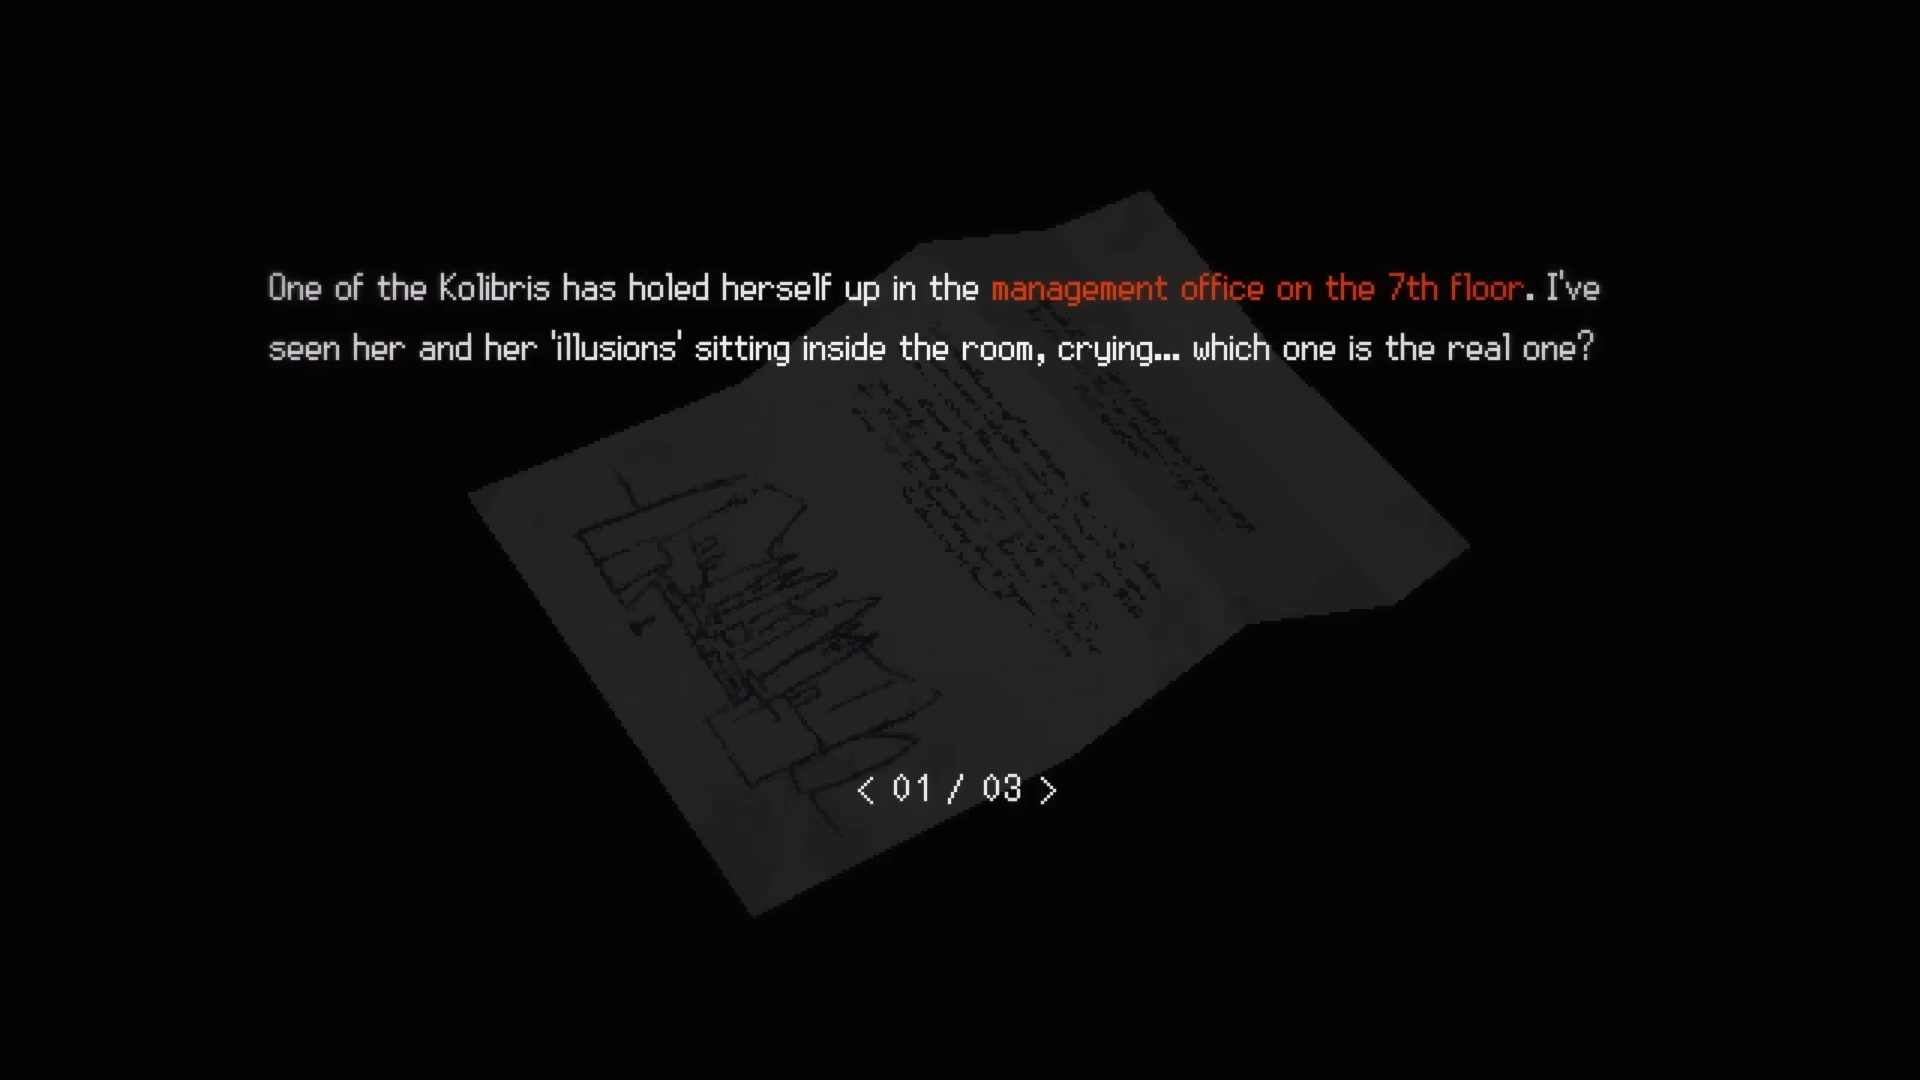 One of the Kolibris has holed herself up in the management office on the 7th floor. I've
seen her and her 'illusions' sitting inside the room, crying... which one is the real one?
< 01 / 03 >